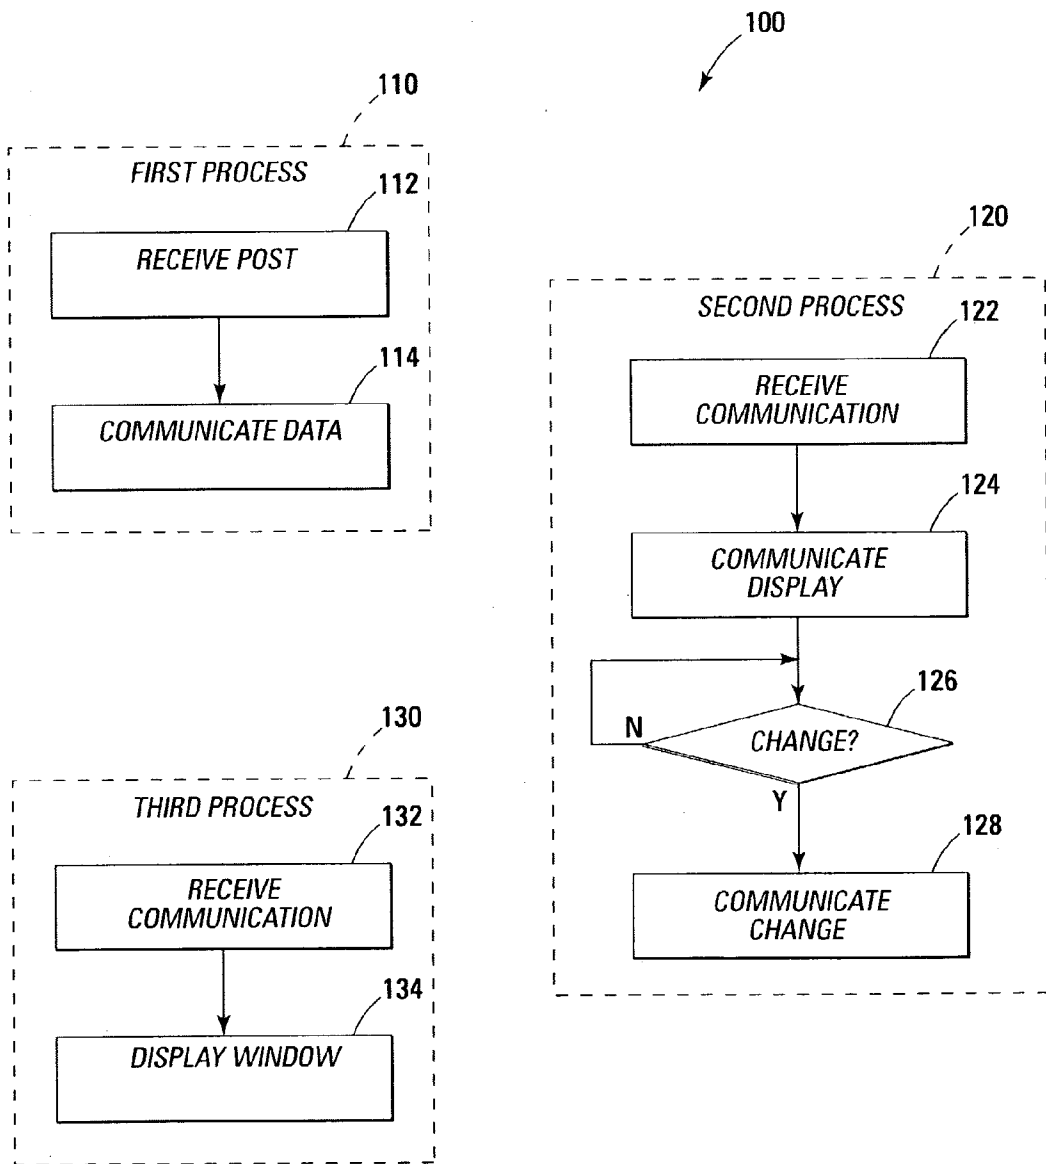 100
110
FIRST PROCESS
112
RECEIVE POST
114
COMMUNICATE DATA
120
SECOND PROCESS
122
RECEIVE
COMMUNICATION
124
COMMUNICATE
DISPLAY
126
N
CHANGE?
Y
128
COMMUNICATE
CHANGE
130
THIRD PROCESS
132
RECEIVE
COMMUNICATION
134
DISPLAY WINDOW